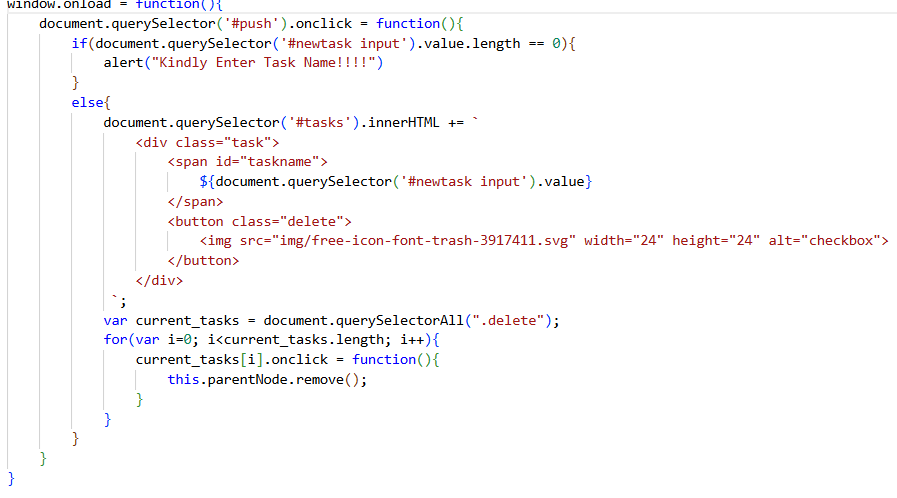 window.onload = function(){
document.querySelector('#push').onclick = function(){
if(document.querySelector('#newtask input').value.length == 0){
alert("Kindly Enter Task Name!!!!")
}
else{
document.querySelector('#tasks').innerHTML += `
<div class="task">
<span id="taskname">
${document.querySelector('#newtask input').value}
</span>
<button class="delete">
<img src="img/free-icon-font-trash-3917411.svg" width="24" height="24" alt="checkbox">
</button>
</div>
`;
var current_tasks = document.querySelectorAll(".delete");
for(var i=0; i<current_tasks.length; i++){
current_tasks[i].onclick = function(){
this.parentNode.remove();
}
}
}
}
}